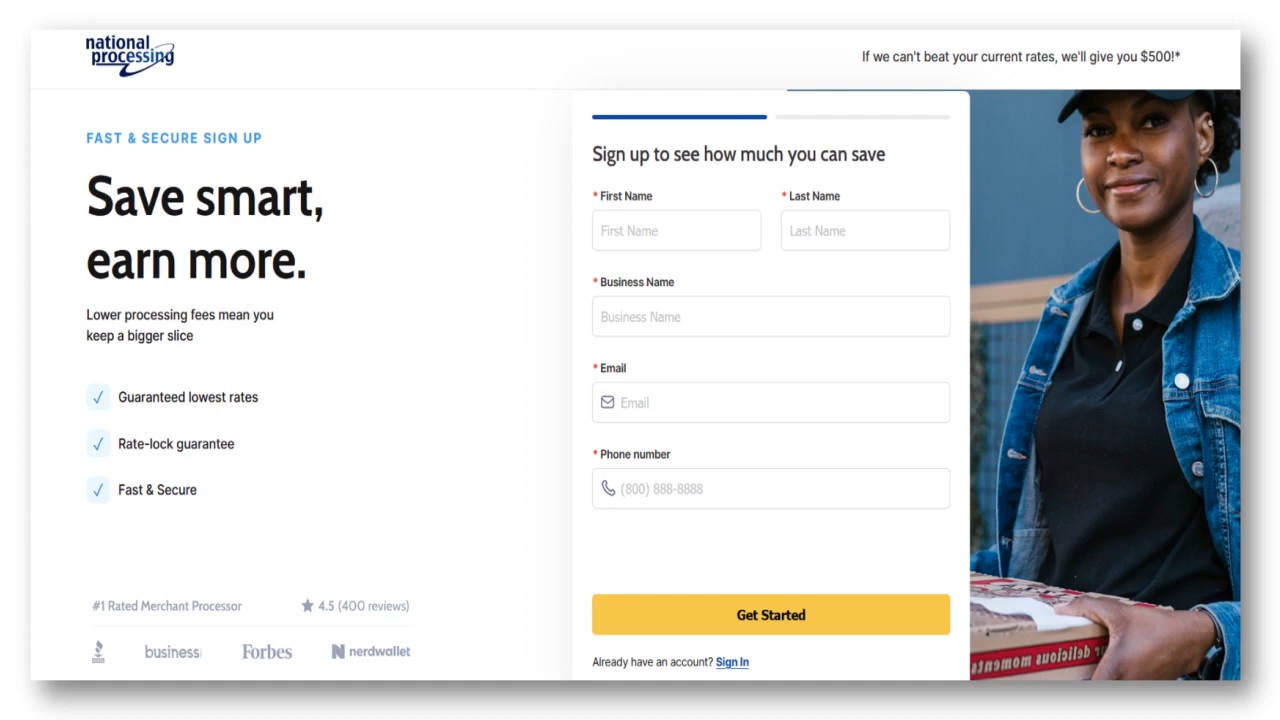 national
processing
If we can't beat your current rates, we'll give you $500!*
FAST & SECURE SIGN UP
Save smart,
earn more.
Lower processing fees mean you
keep a bigger slice
Guaranteed lowest rates
Rate-lock guarantee
Fast & Secure
#1 Rated Merchant Processor
4.5 (400 reviews)
BBB
business
Forbes
nerdwallet
Sign up to see how much you can save
* First Name
* Last Name
First Name
Last Name
* Business Name
Business Name
* Email
Email
* Phone number
(800) 888-8888
Get Started
Already have an account? Sign In
delicious moments